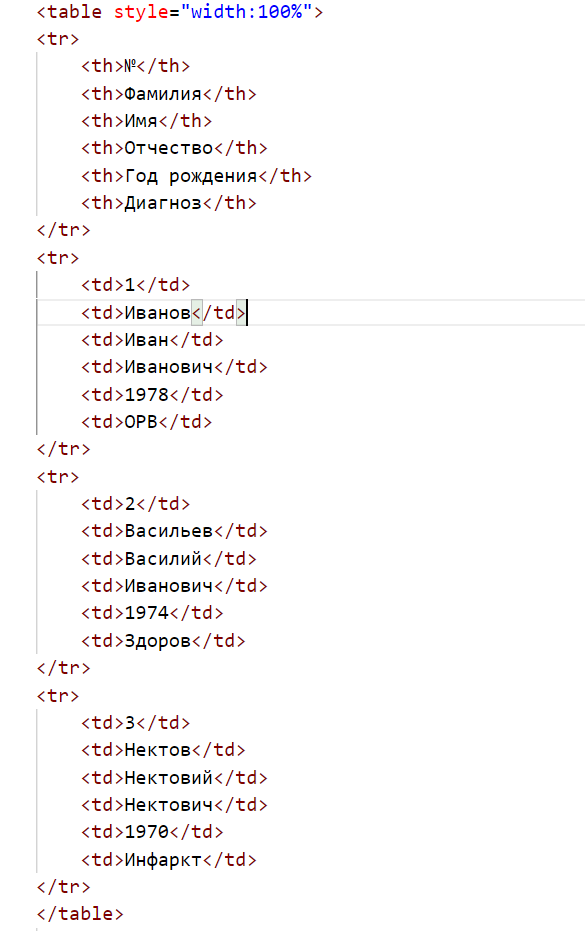 <table style="width:100%">
<tr>
<th>№</th>
<th>Фамилия</th>
<th>Имя</th>
<th>Отчество</th>
<th>Год рождения</th>
<th>Диагноз</th>
</tr>
<tr>
<td>1</td>
<td>Иванов</td>
<td>Иван</td>
<td>Иванович</td>
<td>1978</td>
<td>ОРВ</td>
</tr>
<tr>
<td>2</td>
<td>Васильев</td>
<td>Василий</td>
<td>Иванович</td>
<td>1974</td>
<td>Здоров</td>
</tr>
<tr>
<td>3</td>
<td>Нектов</td>
<td>Нектовий</td>
<td>Нектович</td>
<td>1970</td>
<td>Инфаркт</td>
</tr>
</table>